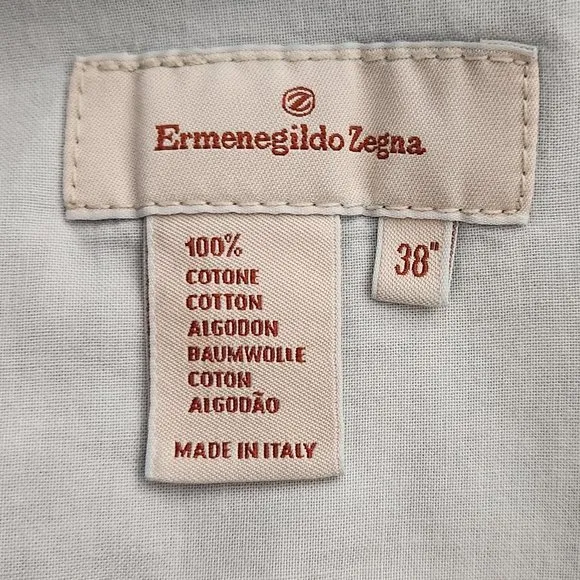 Ermenegildo Zegna
100%
COTONE
COTTON
ALGODON
BAUMWOLLE
COTON
ALGODÃO
MADE IN ITALY
38"